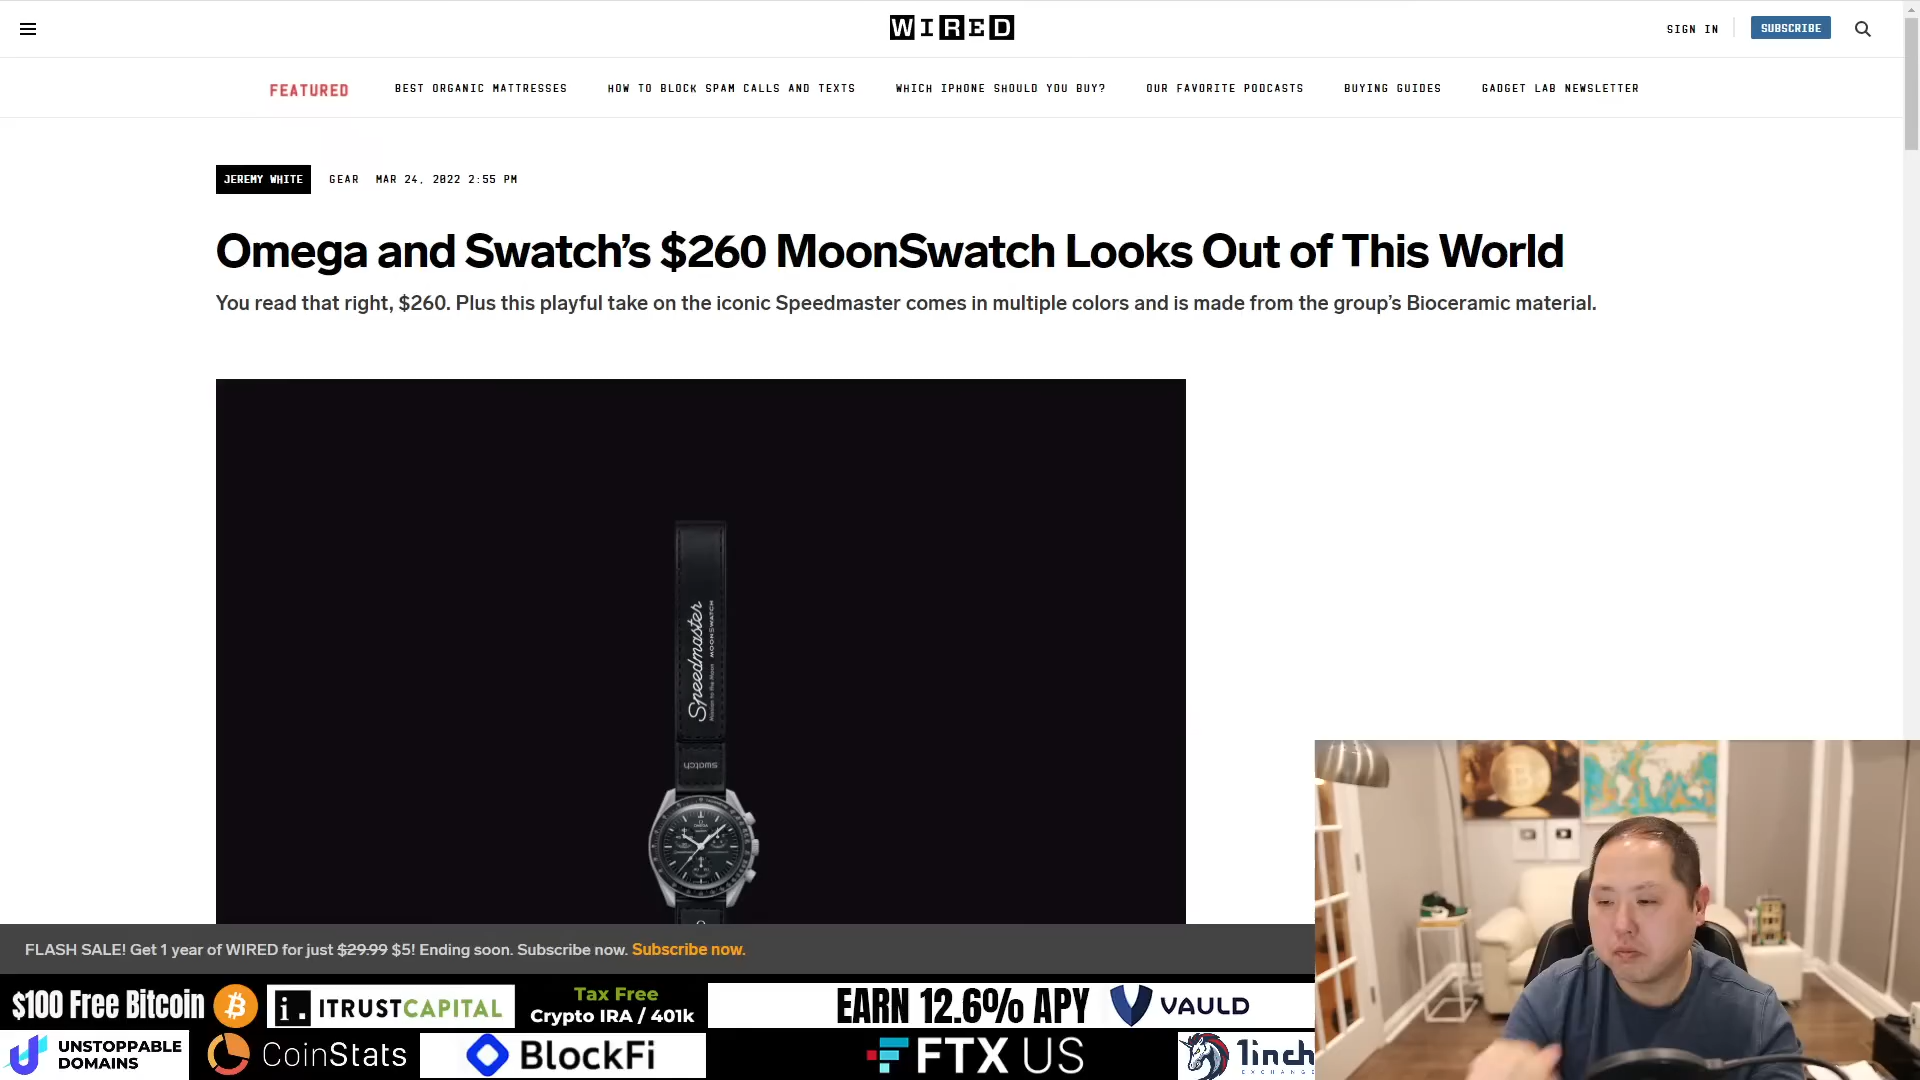 WIRED
SIGN IN
SUBSCRIBE
FEATURED
BEST ORGANIC MATTRESSES
HOW TO BLOCK SPAM CALLS AND TEXTS
WHICH IPHONE SHOULD YOU BUY?
OUR FAVORITE PODCASTS
BUYING GUIDES
GADGET LAB NEWSLETTER
JEREMY WHITE
GEAR
MAR 24, 2022 2:55 PM
Omega and Swatch’s $260 MoonSwatch Looks Out of This World
You read that right, $260. Plus this playful take on the iconic Speedmaster comes in multiple colors and is made from the group’s Bioceramic material.
Speedmaster
MOONSWATCH
swatch
FLASH SALE! Get 1 year of WIRED for just $29.99 $5! Ending soon. Subscribe now. Subscribe now.
$100 Free Bitcoin
i. ITRUSTCAPITAL
Tax Free
Crypto IRA / 401k
EARN 12.6% APY
VAULD
UNSTOPPABLE
DOMAINS
CoinStats
BlockFi
FTX US
1inch